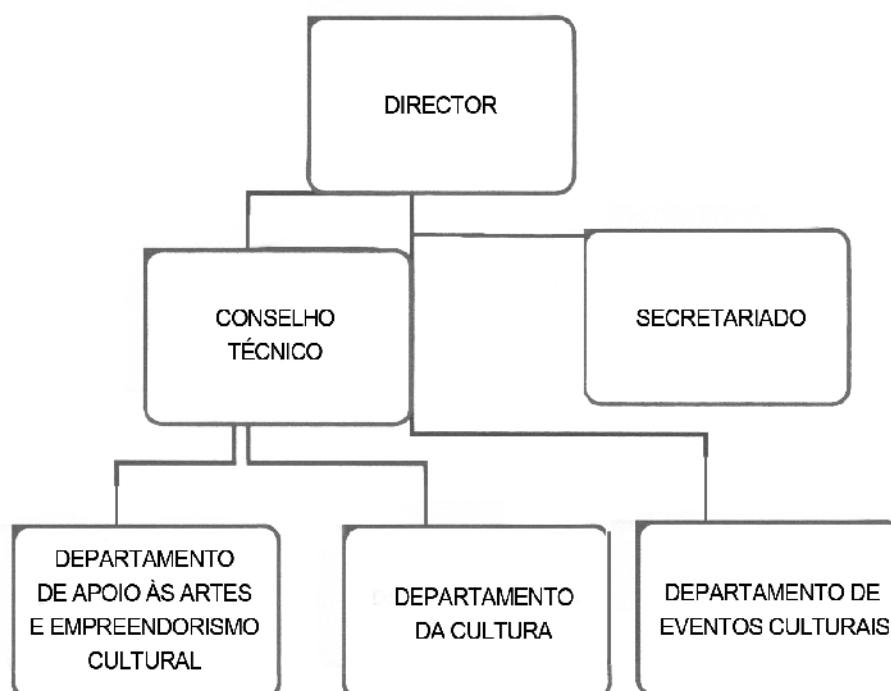 DIRECTOR
CONSELHO
TÉCNICO
SECRETARIADO
DEPARTAMENTO
DE APOIO ÀS ARTES
E EMPREENDORISMO
CULTURAL
DEPARTAMENTO
DA CULTURA
DEPARTAMENTO DE
EVENTOS CULTURAIS